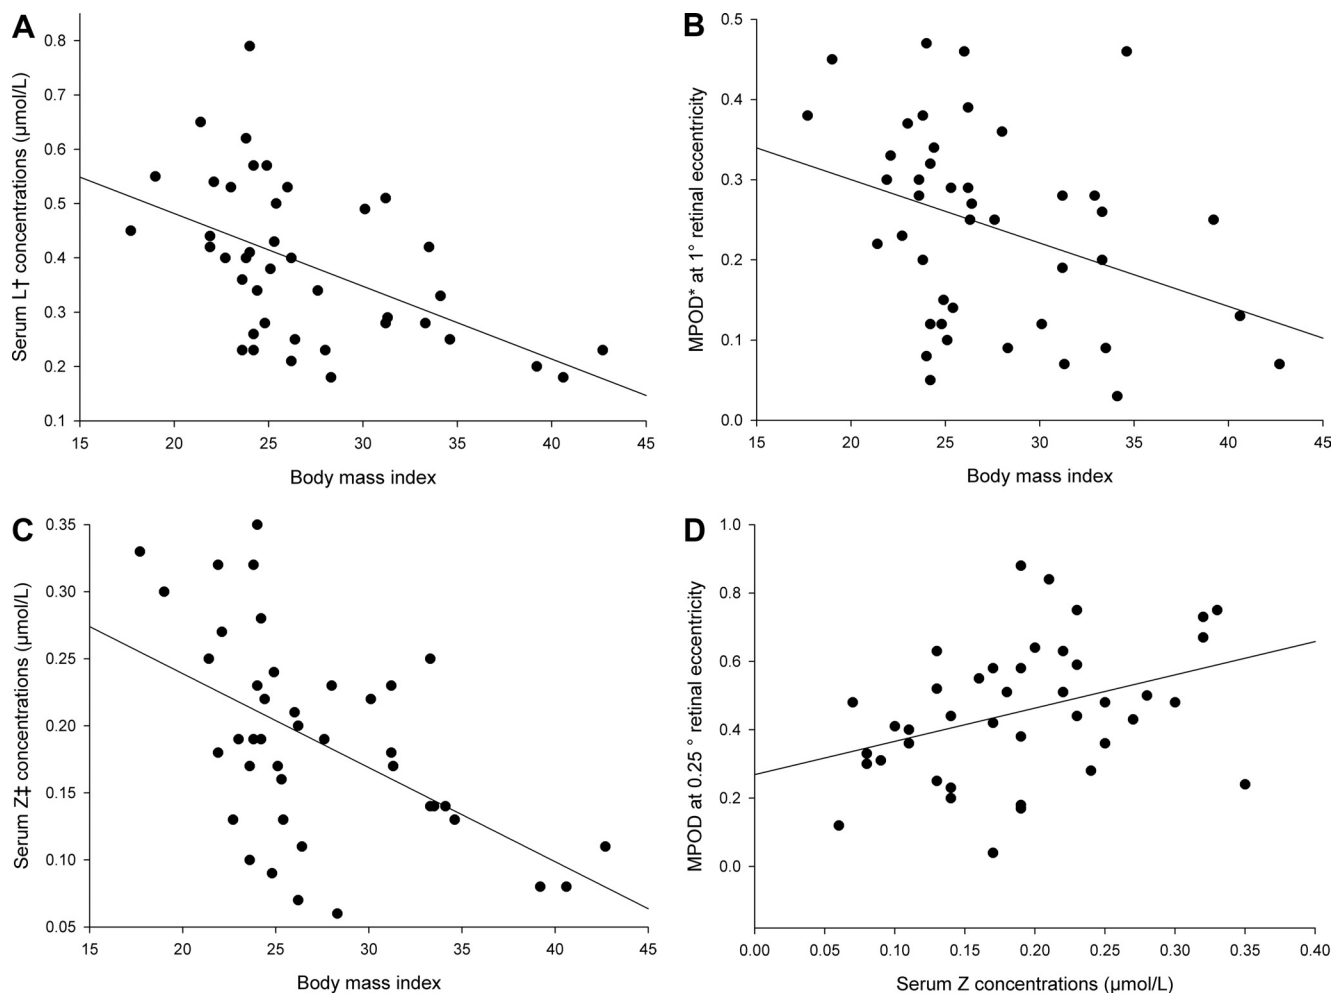 A
Serum L† concentrations (µmol/L)
0.8
0.7
0.6
0.5
0.4
0.3
0.2
0.1
15 20 25 30 35 40 45
Body mass index
B
MPOD* at 1° retinal eccentricity
0.5
0.4
0.3
0.2
0.1
0.0
15 20 25 30 35 40 45
Body mass index
C
Serum Z‡ concentrations (µmol/L)
0.35
0.30
0.25
0.20
0.15
0.10
0.05
15 20 25 30 35 40 45
Body mass index
D
MPOD at 0.25 ° retinal eccentricity
1.0
0.8
0.6
0.4
0.2
0.0
0.00 0.05 0.10 0.15 0.20 0.25 0.30 0.35 0.40
Serum Z concentrations (µmol/L)